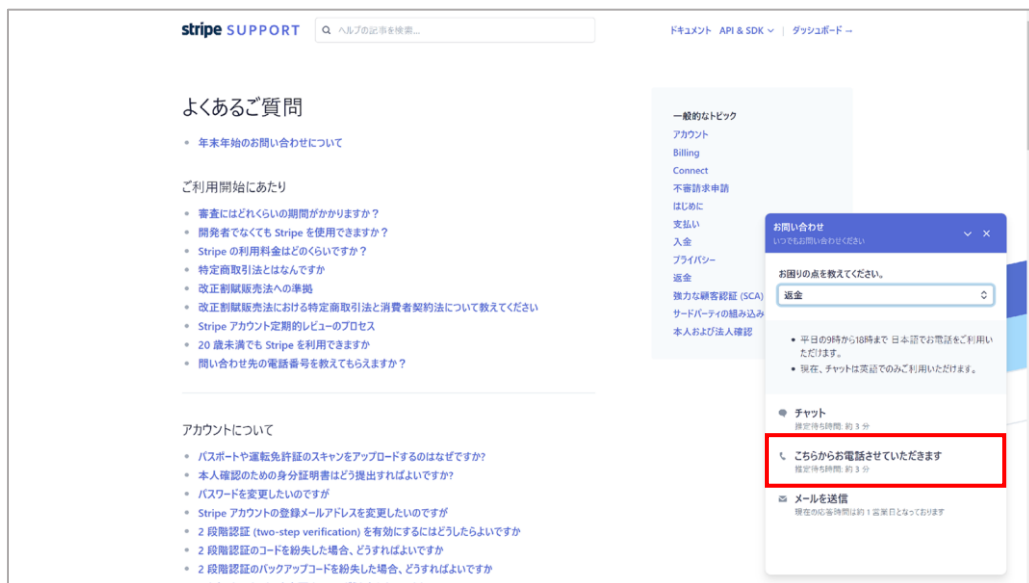 stripe SUPPORT
ヘルプの記事を検索...
ドキュメント API & SDK | ダッシュボード →
よくあるご質問
年末年始のお問い合わせについて
ご利用開始にあたり
審査にはどれくらいの期間がかかりますか？
開発者でなくても Stripe を使用できますか？
Stripe の利用料金はどのくらいですか？
特定商取引法とはなんですか
改正割賦販売法への準拠
改正割賦販売法における特定商取引法と消費者契約法について教えてください
Stripe アカウント定期的レビューのプロセス
20 歳未満でも Stripe を利用できますか
問い合わせ先の電話番号を教えてもらえますか？
アカウントについて
パスポートや運転免許証のスキャンをアップロードするのはなぜですか?
本人確認のための身分証明書はどう提出すればよいですか?
パスワードを変更したいのですが
Stripe アカウントの登録メールアドレスを変更したいのですが
2 段階認証 (two-step verification) を有効にするにはどうしたらよいですか
2 段階認証のコードを紛失した場合、どうすればよいですか
2 段階認証のバックアップコードを紛失した場合、どうすればよいですか
一般的なトピック
アカウント
Billing
Connect
不審請求申請
はじめに
支払い
入金
プライバシー
返金
強力な顧客認証 (SCA)
サードパーティの組み込み
本人および法人確認
お問い合わせ
いつでもお問い合わせください
お困りの点を教えてください。
返金
平日の9時から18時まで 日本語でお電話をご利用い
ただけます。
現在、チャットは英語でのみご利用いただけます。
チャット
推定待ち時間: 約 3 分
こちらからお電話させていただきます
推定待ち時間: 約 3 分
メールを送信
現在の応答時間は約 1 営業日となっております